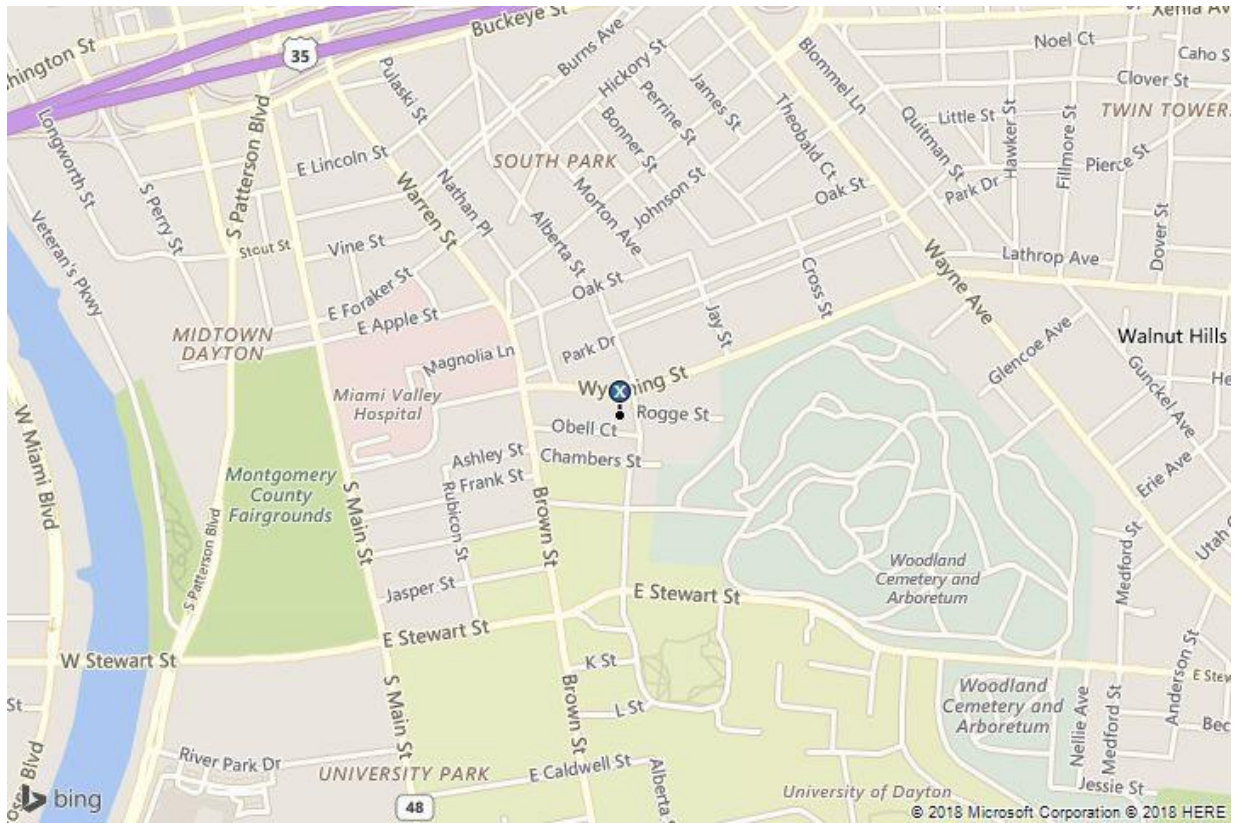 Buckeye St
Xenia Av
hington St
35
Burns Ave
Blommel Ln
Noel Ct
Caho S
Pulaski St
Hickory St
James St
Clover St
Longworth St
S Patterson Blvd
Perrine St
Theobald Ct
Quitman St
Little St
Hawker St
Fillmore St
TWIN TOWER
Bonner St
E Lincoln St
SOUTH PARK
Pierce St
S Perry St
Warren St
Nathan Pl
Morton Ave
Johnson St
Oak St
Park Dr
Veteran's Pkwy
Stout St
Vine St
Alberta St
Cross St
Wayne Ave
Lathrop Ave
Dover St
E Foraker St
Oak St
E Apple St
Jay St
MIDTOWN
DAYTON
Magnolia Ln
Park Dr
Glencoe Ave
Walnut Hills
Gunckel Ave
Miami Valley
Hospital
Wyoming St
X
He
Rogge St
Obell Ct
W Miami Blvd
Ashley St
Chambers St
Montgomery
County
Fairgrounds
Frank St
Erie Ave
S Main St
Rubicon St
Brown St
Utah
S Patterson Blvd
Medford St
Woodland
Cemetery and
Arboretum
Jasper St
E Stewart St
E Stewart St
W Stewart St
K St
E Stew
Anderson St
St
S Main St
Brown St
L St
Woodland
Cemetery and
Arboretum
Nellie Ave
Medford St
Bec
Blvd
River Park Dr
UNIVERSITY PARK
E Caldwell St
Alberta
University of Dayton
Jessie St
bing
48
© 2018 Microsoft Corporation © 2018 HERE